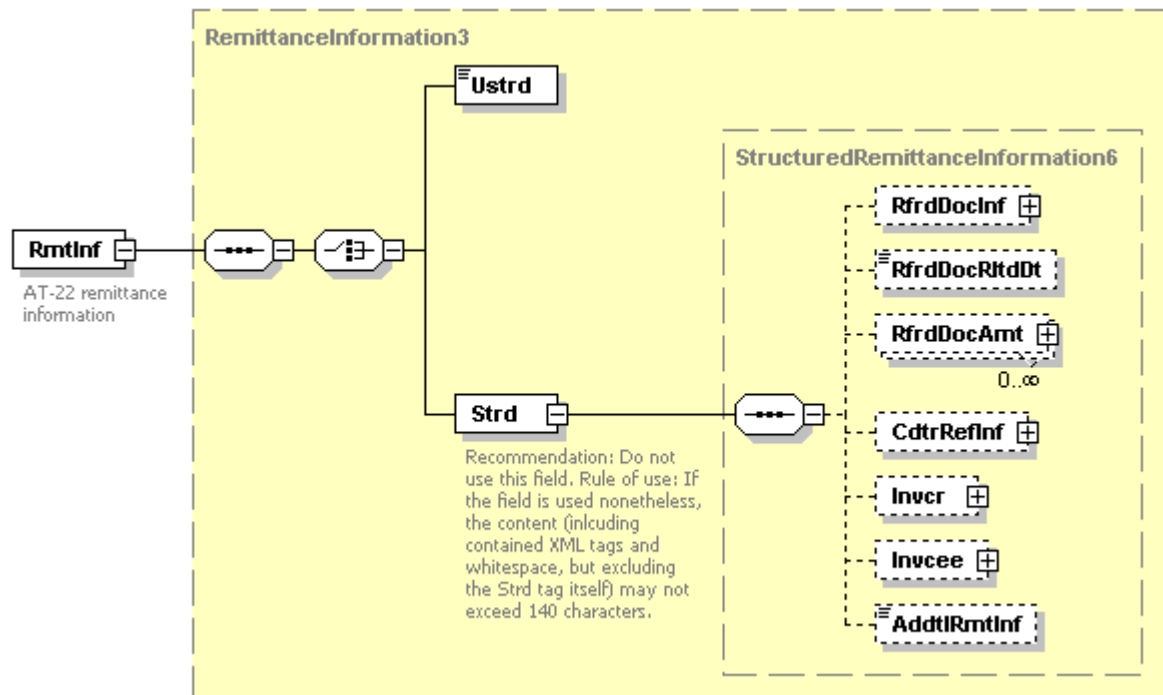 RemittanceInformation3
Ustrd
StructuredRemittanceInformation6
RfrdDocInf
RmtInf
RfrdDocRltdDt
AT-22 remittance
information
RfrdDocAmt
0..∞
Strd
CdtrRefInf
Recommendation: Do not
use this field. Rule of use: If
the field is used nonetheless,
the content (inlcuding
contained XML tags and
whitespace, but excluding
the Strd tag itself) may not
exceed 140 characters.
Invcr
Invcee
AddtlRmtInf